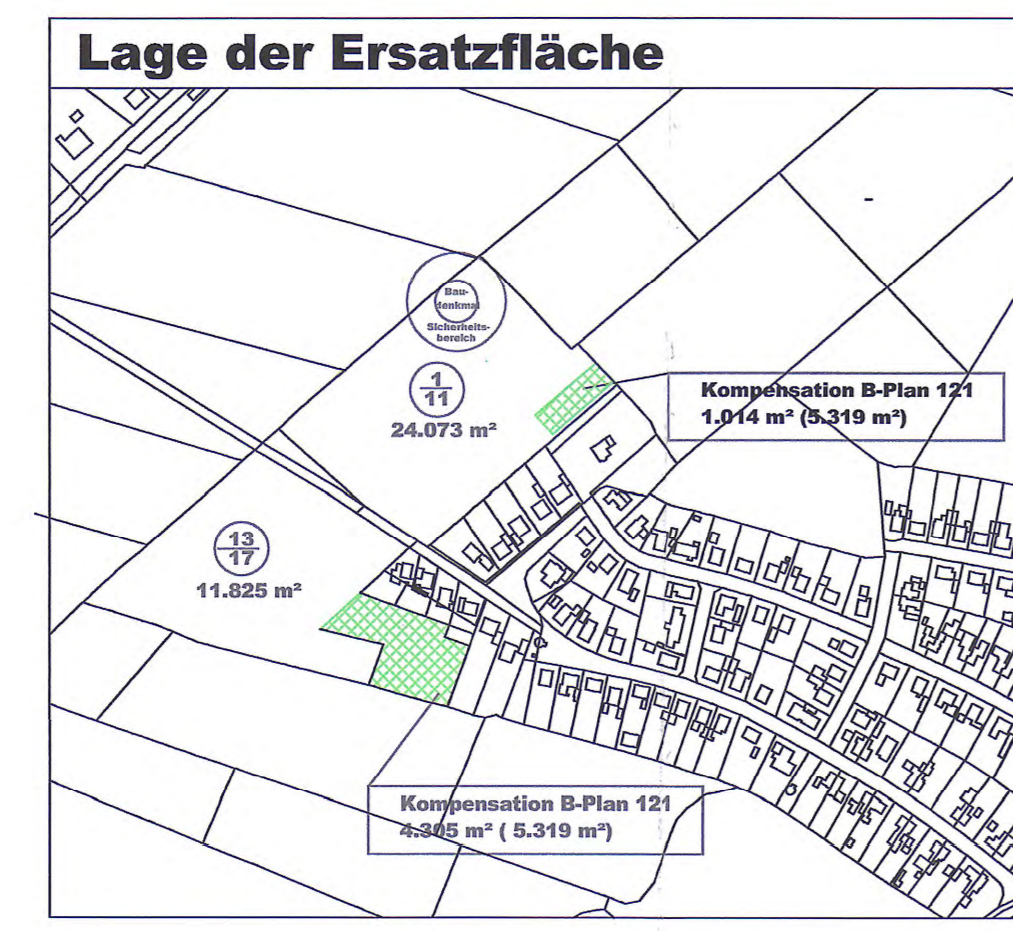 Lage der Ersatzfläche
Bau-
denkmal
Sicherheits-
bereich
1
11
24.073 m²
Kompensation B-Plan 121
1.014 m² (5.319 m²)
13
17
11.825 m²
Kompensation B-Plan 121
4.305 m² ( 5.319 m²)